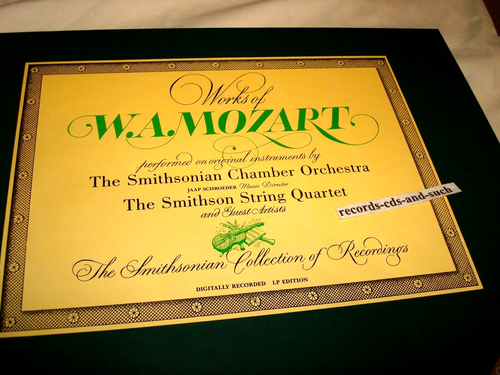 Works of
W.A.MOZART
performed on original instruments by
The Smithsonian Chamber Orchestra
JAAP SCHROEDER Music Director
The Smithson String Quartet
and Guest Artists
records-cds-and-such
The Smithsonian Collection of Recordings
DIGITALLY RECORDED LP EDITION